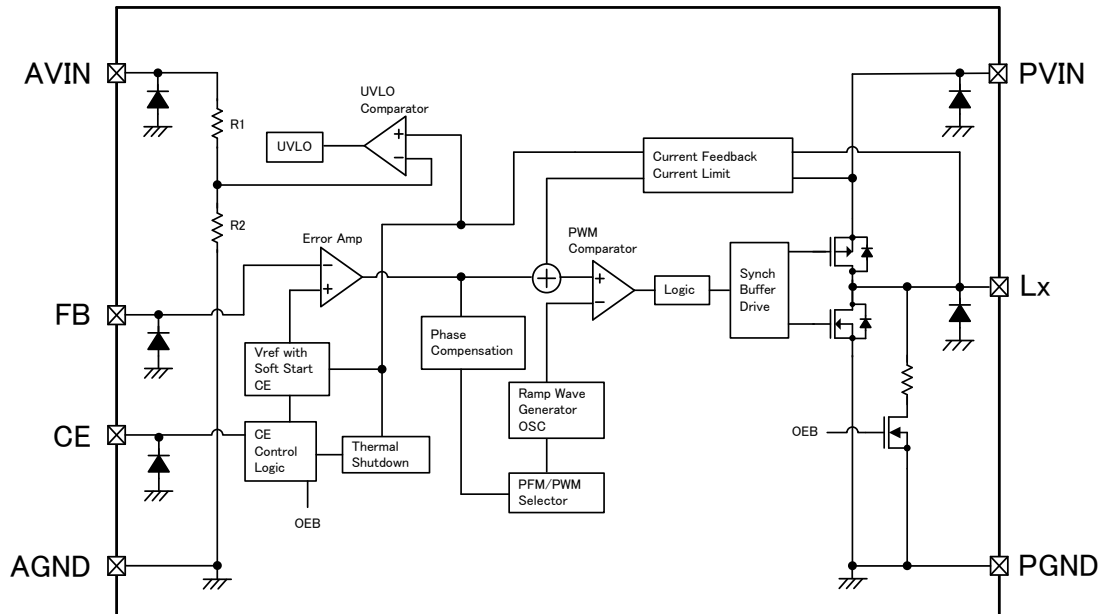 AVIN
PVIN
R1
UVLO
Comparator
UVLO
+
−
Current Feedback
Current Limit
R2
Error Amp
−
+
PWM
Comparator
+
−
+
Logic
Synch
Buffer
Drive
Lx
FB
Phase
Compensation
Vref with
Soft Start
CE
Ramp Wave
Generator
OSC
CE
CE
Control
Logic
Thermal
Shutdown
OEB
PFM/PWM
Selector
OEB
AGND
PGND